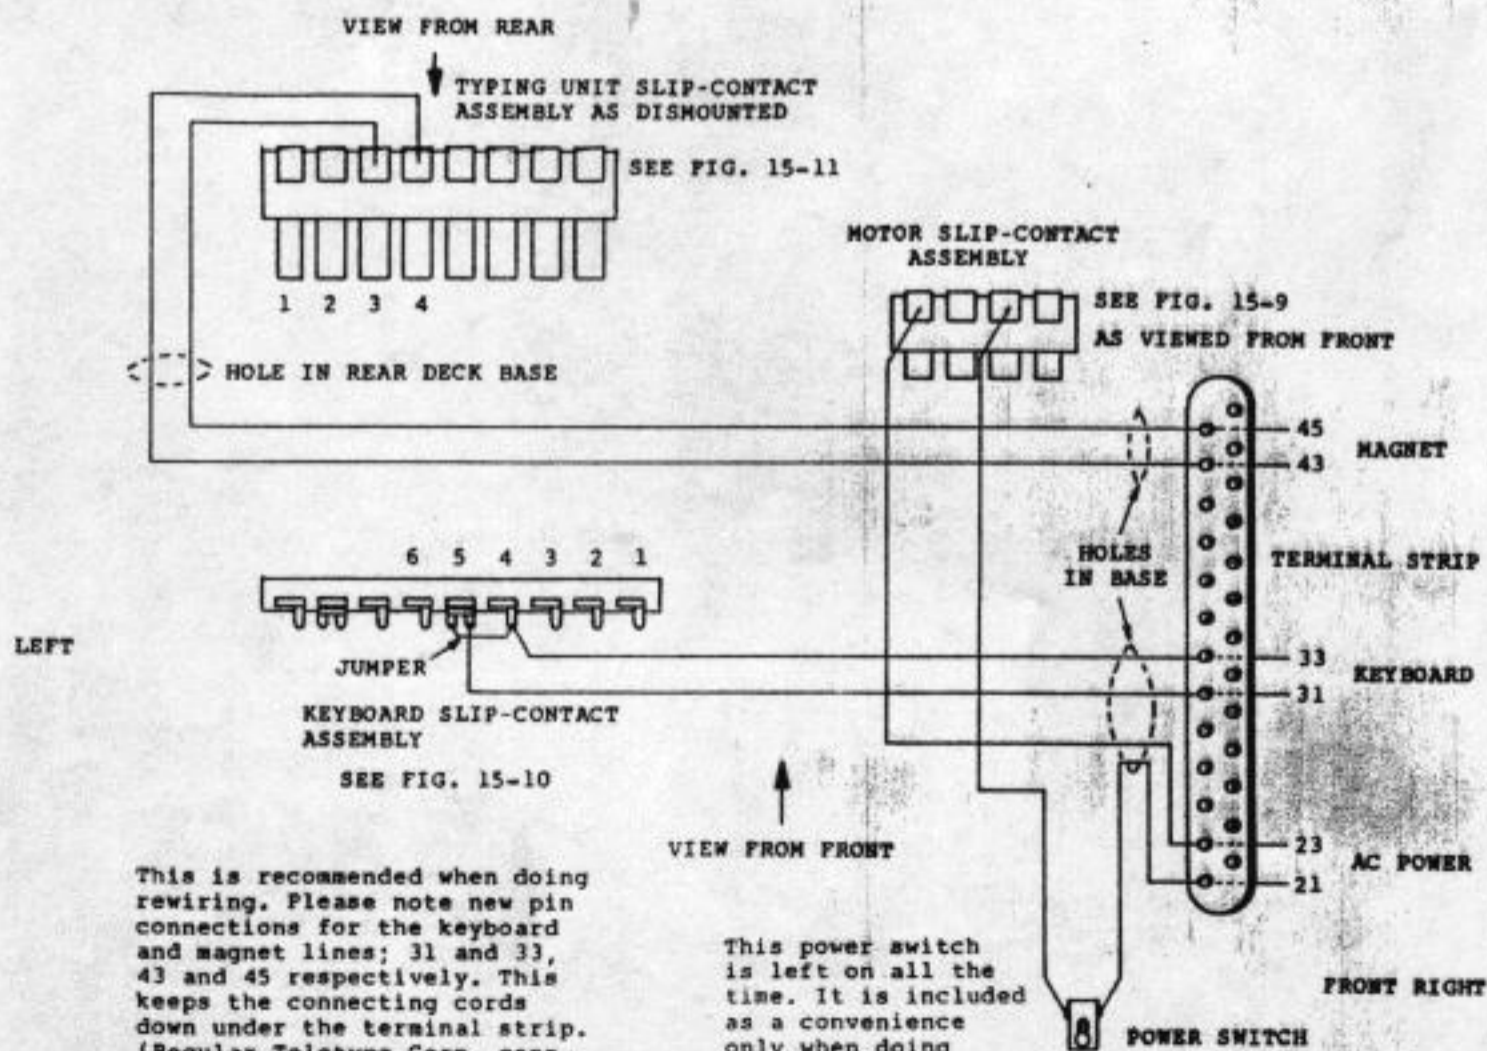 VIEW FROM REAR
TYPING UNIT SLIP-CONTACT
ASSEMBLY AS DISMOUNTED
SEE FIG. 15-11
1 2 3 4
HOLE IN REAR DECK BASE
MOTOR SLIP-CONTACT
ASSEMBLY
SEE FIG. 15-9
AS VIEWED FROM FRONT
45
MAGNET
43
HOLES
IN BASE
TERMINAL STRIP
6 5 4 3 2 1
LEFT
JUMPER
33
KEYBOARD
31
KEYBOARD SLIP-CONTACT
ASSEMBLY
SEE FIG. 15-10
VIEW FROM FRONT
23
AC POWER
21
This is recommended when doing
rewiring. Please note new pin
connections for the keyboard
and magnet lines; 31 and 33,
43 and 45 respectively. This
keeps the connecting cords
down under the terminal strip.
(Regular Teletype Corp.
This power switch
is left on all the
time. It is included
as a convenience
only when doing
FRONT RIGHT
POWER SWITCH